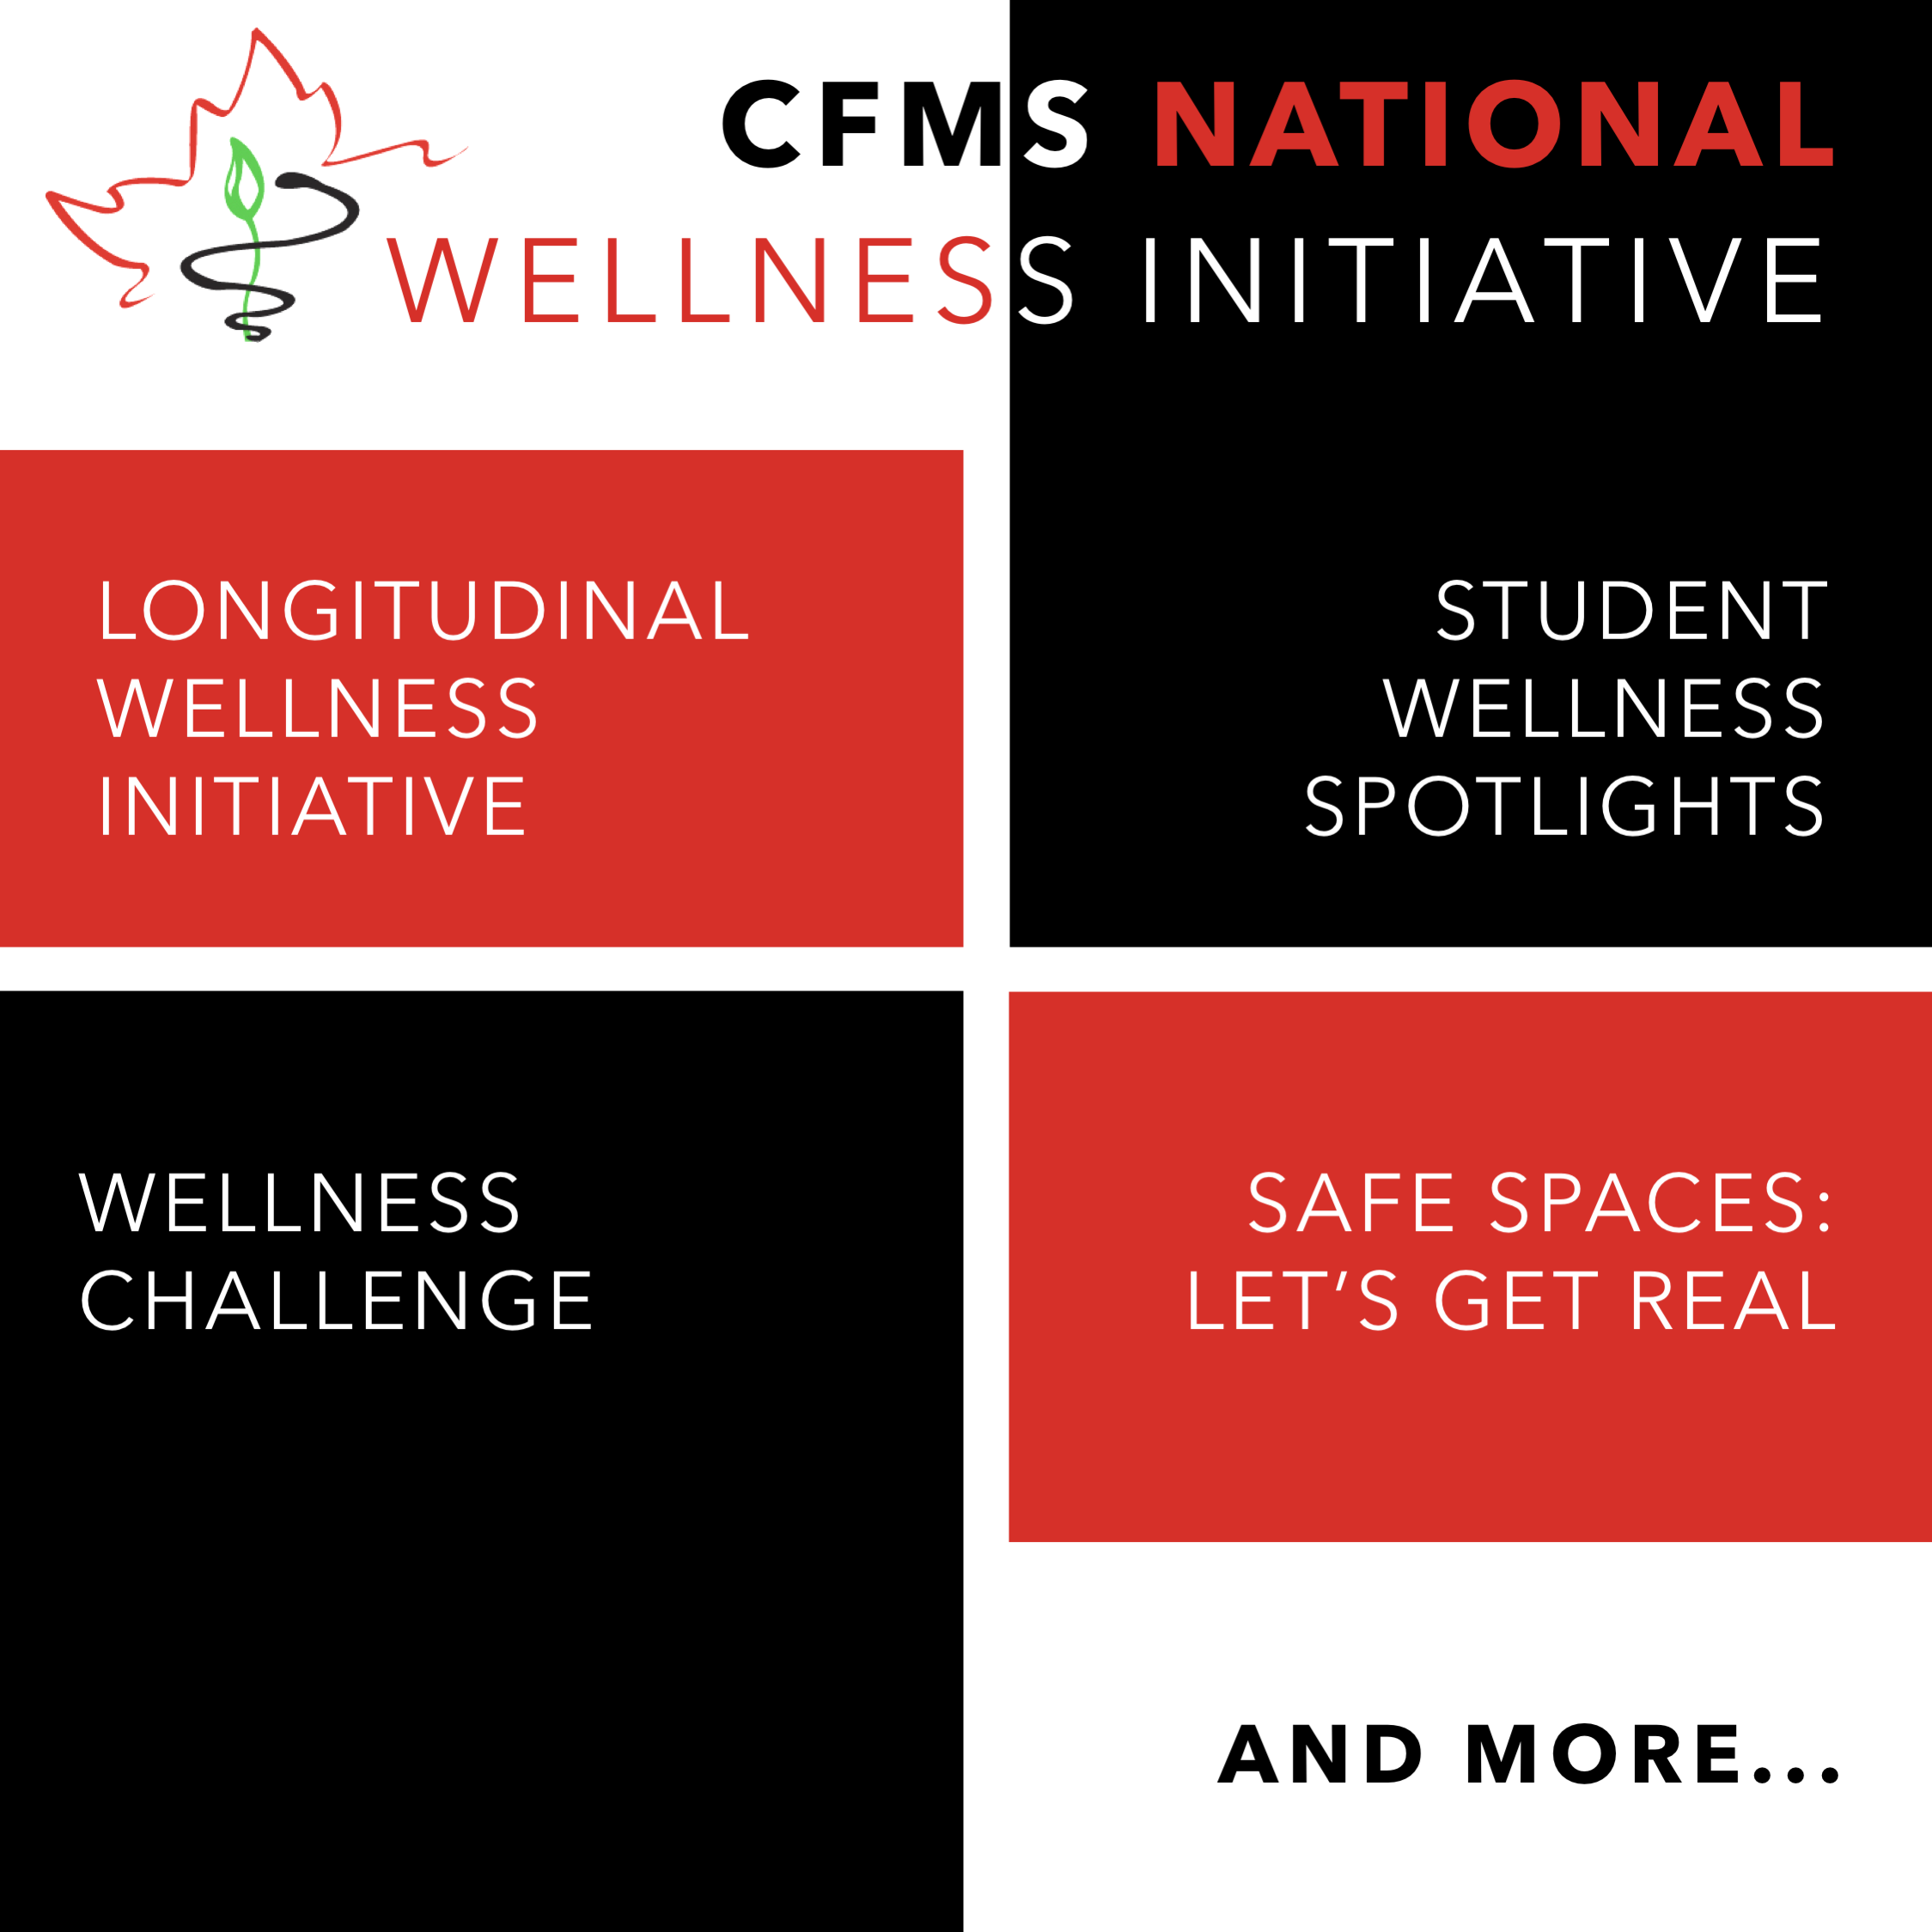 CFMS NATIONAL
WELLNESS INITIATIVE
LONGITUDINAL
WELLNESS
INITIATIVE
STUDENT
WELLNESS
SPOTLIGHTS
WELLNESS
CHALLENGE
SAFE SPACES:
LET'S GET REAL
AND MORE...